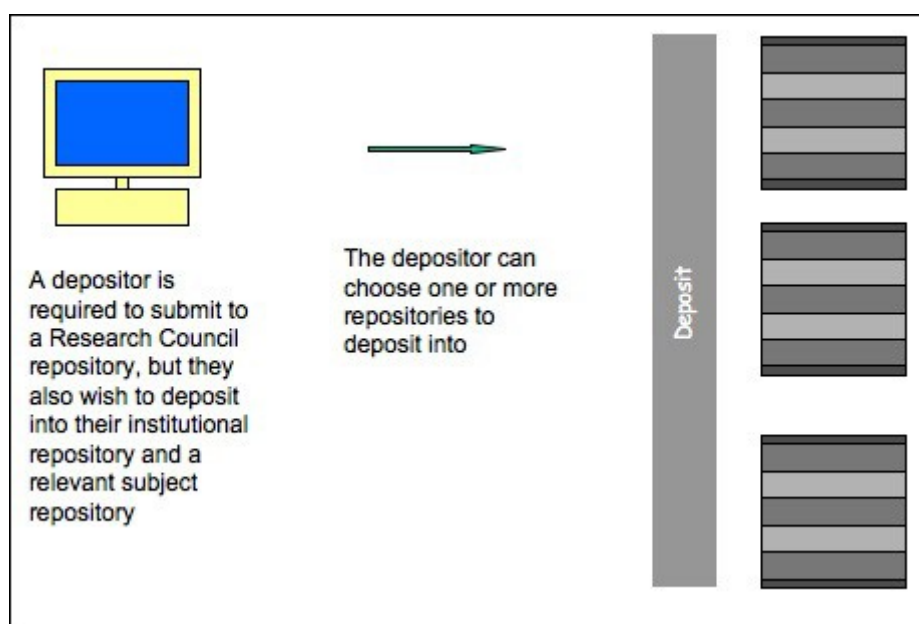 A depositor is
required to submit to
a Research Council
repository, but they
also wish to deposit
into their institutional
repository and a
relevant subject
repository
The depositor can
choose one or more
repositories to
deposit into
Deposit